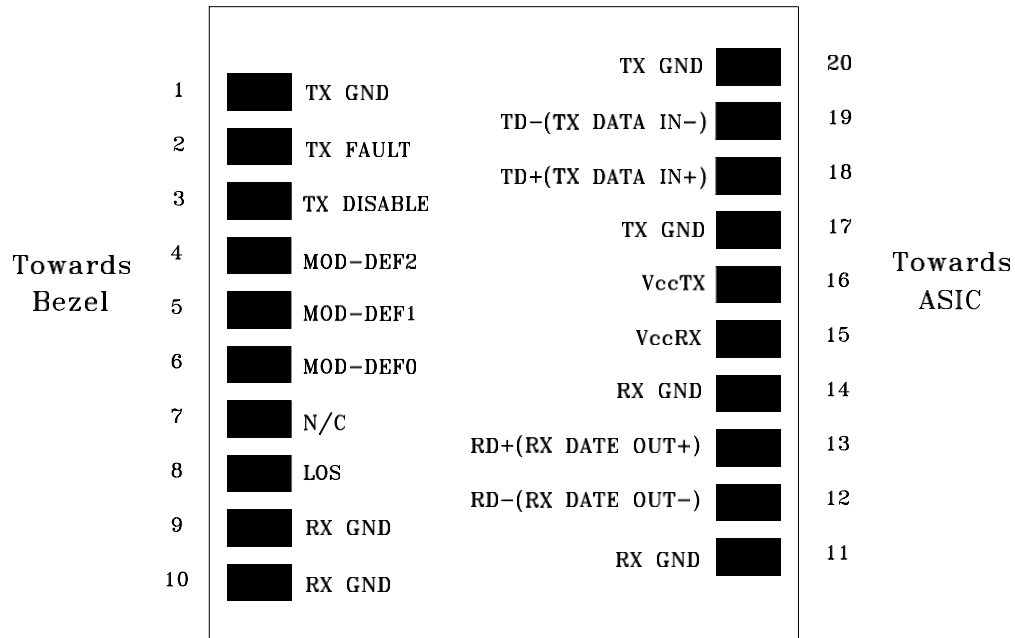 Towards
Bezel
1 TX GND
2 TX FAULT
3 TX DISABLE
4 MOD-DEF2
5 MOD-DEF1
6 MOD-DEF0
7 N/C
8 LOS
9 RX GND
10 RX GND
TX GND 20
TD-(TX DATA IN-) 19
TD+(TX DATA IN+) 18
TX GND 17
VccTX 16
VccRX 15
RX GND 14
RD+(RX DATE OUT+) 13
RD-(RX DATE OUT-) 12
RX GND 11
Towards
ASIC